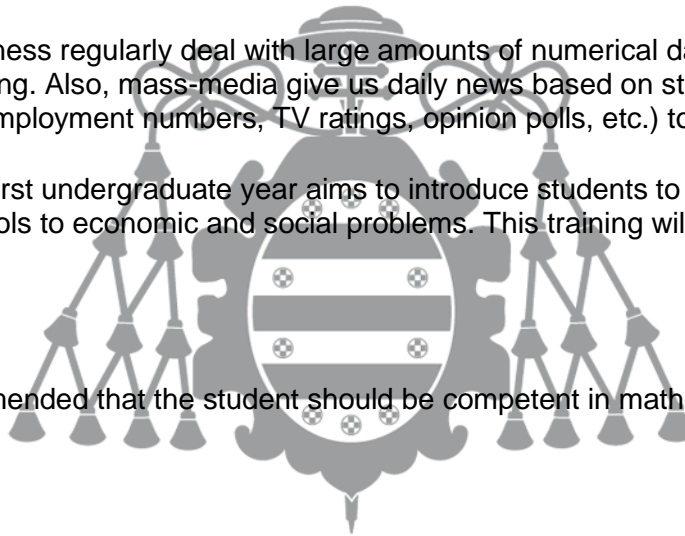 ness regularly deal with large amounts of numerical da
ng. Also, mass-media give us daily news based on st
mployment numbers, TV ratings, opinion polls, etc.) to
rst undergraduate year aims to introduce students to
ols to economic and social problems. This training wil
ended that the student should be competent in math